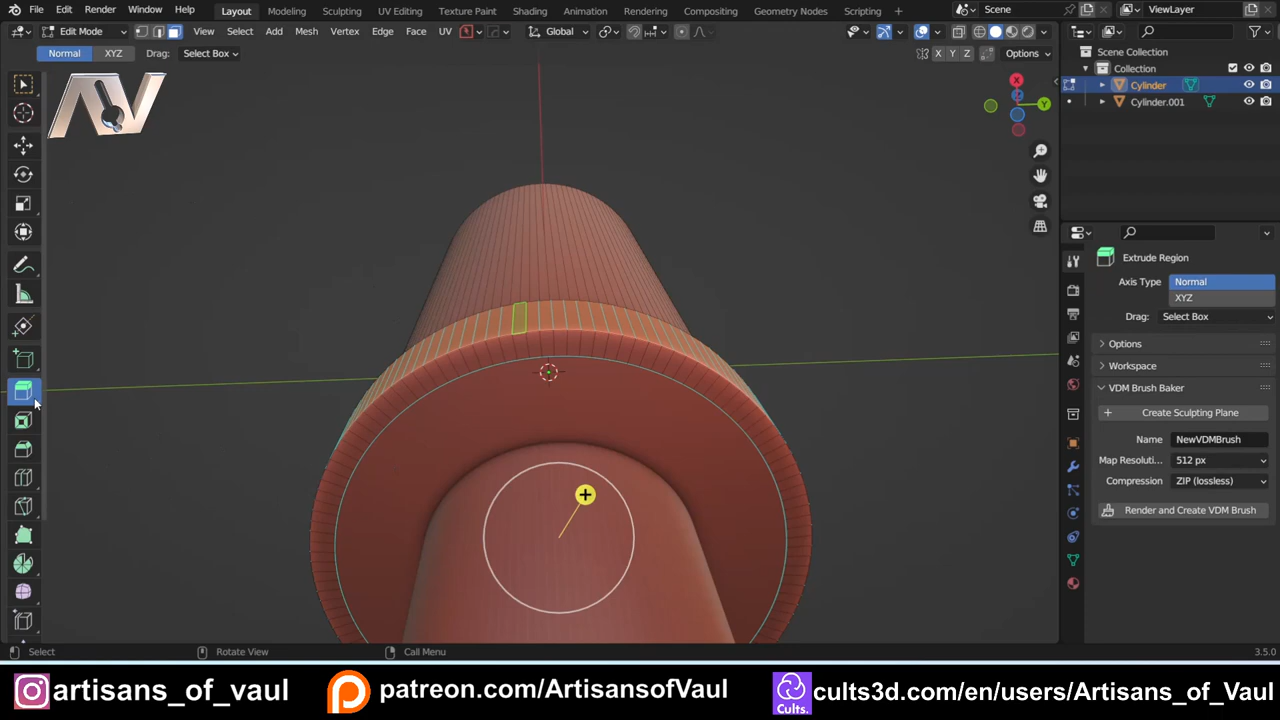 File Edit Render Window Help Layout Modeling Sculpting UV Editing Texture Paint Shading Animation Rendering Compositing Geometry Nodes Scripting + Scene ViewLayer
Edit Mode View Select Add Mesh Vertex Edge Face UV Global
Normal XYZ Drag: Select Box X Y Z Options
Scene Collection
Collection
Cylinder
Cylinder.001
AV
X
Y
Extrude Region
Axis Type Normal
XYZ
Drag: Select Box
Options
Workspace
VDM Brush Baker
+ Create Sculpting Plane
Name NewVDMBrush
Map Resoluti... 512 px
Compression ZIP (lossless)
Render and Create VDM Brush
Select Rotate View Call Menu 3.5.0
artisans_of_vaul patreon.com/ArtisansofVaul Cults. cults3d.com/en/users/Artisans_of_Vaul